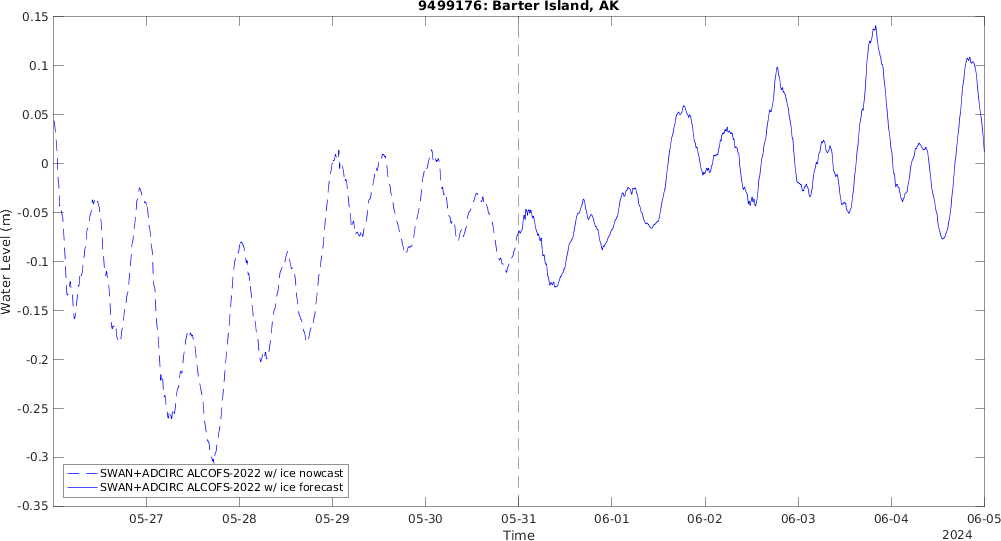 9499176: Barter Island, AK
0.15
0.1
0.05
0
-0.05
-0.1
-0.15
-0.2
-0.25
-0.3
-0.35
Water Level (m)
SWAN+ADCIRC ALCOFS-2022 w/ ice nowcast
SWAN+ADCIRC ALCOFS-2022 w/ ice forecast
05-27 05-28 05-29 05-30 05-31 06-01 06-02 06-03 06-04 06-05
Time
2024